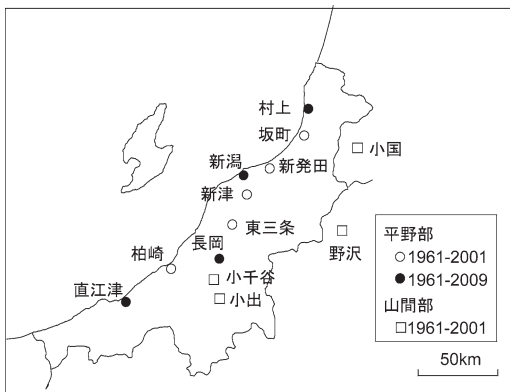 村上
坂町
小国
新潟
新発田
新津
東三条
野沢
長岡
柏崎
小千谷
直江津
小出
平野部
1961-2001
1961-2009
山間部
1961-2001
50km